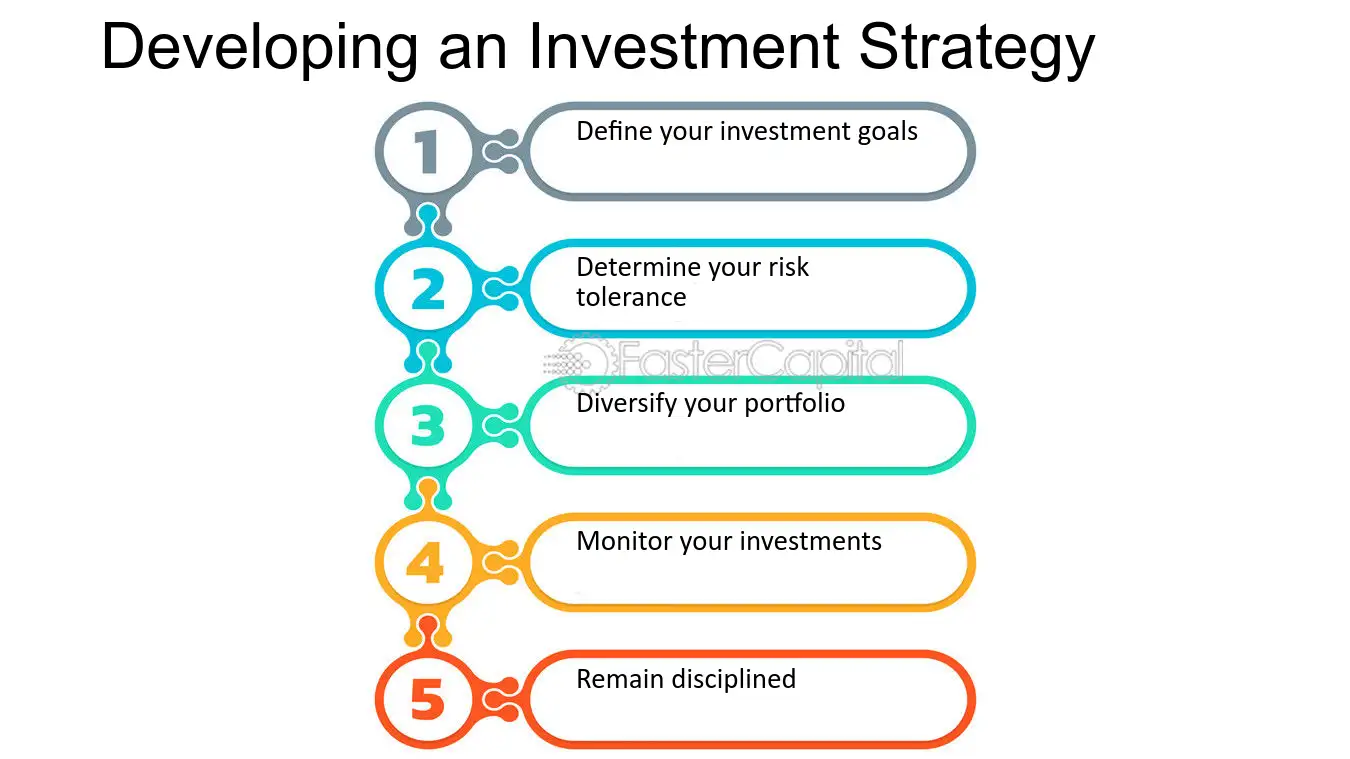 Developing an Investment Strategy
1
Define your investment goals
2
Determine your risk
tolerance
FasterCapital
3
Diversify your portfolio
4
Monitor your investments
5
Remain disciplined